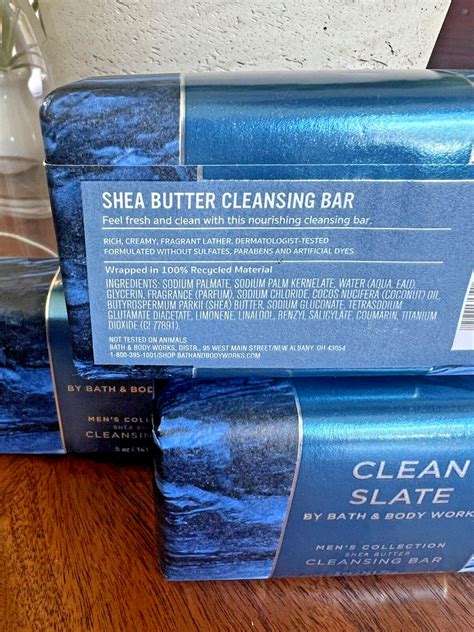 SHEA BUTTER CLEANSING BAR
Feel fresh and clean with this nourishing cleansing bar.
RICH, CREAMY, FRAGRANT LATHER. DERMATOLOGIST-TESTED
FORMULATED WITHOUT SULFATES, PARABENS AND ARTIFICIAL DYES
Wrapped in 100% Recycled Material
INGREDIENTS: SODIUM PALMATE, SODIUM PALM KERNELATE, WATER (AQUA, EAU),
GLYCERIN, FRAGRANCE (PARFUM), SODIUM CHLORIDE, COCOS NUCIFERA (COCONUT) OIL,
BUTYROSPERMUM PARKII (SHEA) BUTTER, SODIUM GLUCONATE, TETRASODIUM
GLUTAMATE DIACETATE, LIMONENE, LINALOOL, BENZYL SALICYLATE, COUMARIN, TITANIUM
DIOXIDE (CI 77891).
NOT TESTED ON ANIMALS
BATH & BODY WORKS, DISTR., 95 WEST MAIN STREET/NEW ALBANY OH 43054
1-800-395-1001/SHOP BATHANDBODYWORKS.COM
BY BATH & BOD
MEN'S COLL
SHEA B
CLEANSING
CLEAN
SLATE
BY BATH & BODY WORK
MEN'S COLLECTION
SHEA BUTTER
CLEANSING BAR